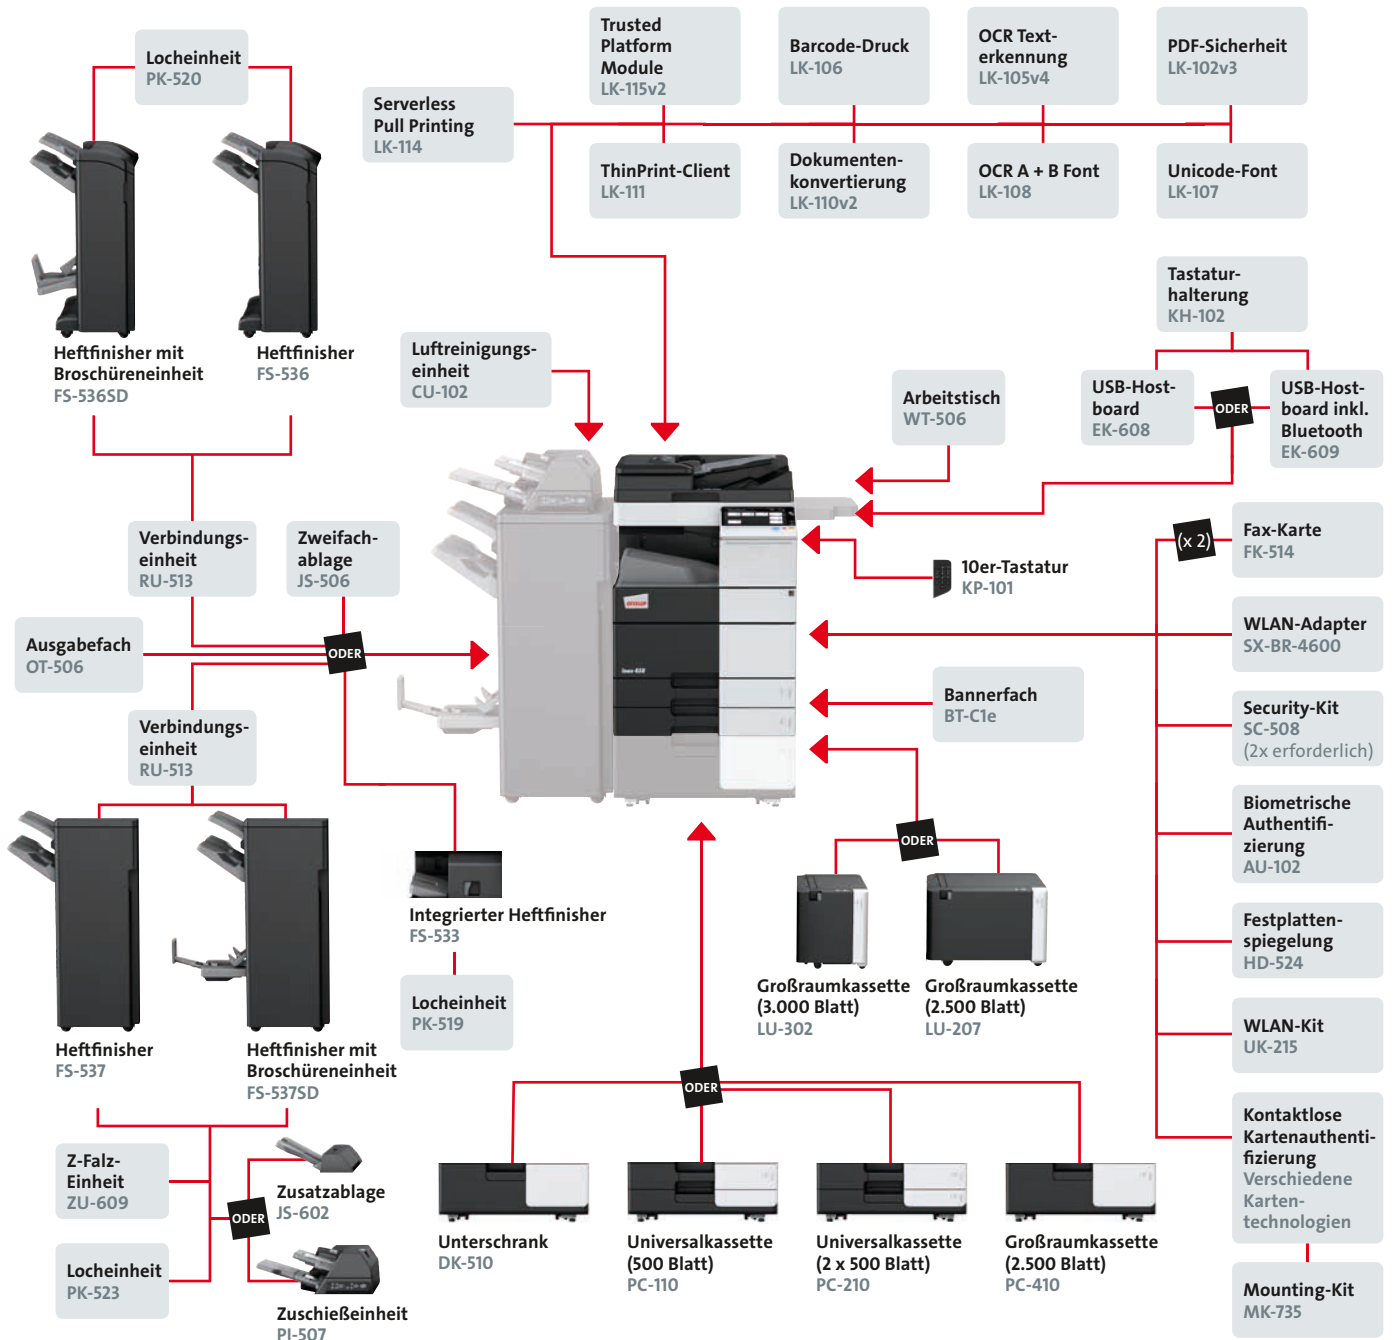 Locheinheit
PK-520
Trusted
Platform
Module
LK-115v2
Barcode-Druck
LK-106
OCR Text-
erkennung
LK-105v4
PDF-Sicherheit
LK-102v3
Serverless
Pull Printing
LK-114
ThinPrint-Client
LK-111
Dokumenten-
konvertierung
LK-110v2
OCR A + B Font
LK-108
Unicode-Font
LK-107
Heftfinisher mit
Broschüreneinheit
FS-536SD
Heftfinisher
FS-536
Luftreinigungs-
einheit
CU-102
Tastatur-
halterung
KH-102
Arbeitstisch
WT-506
USB-Host-
board
EK-608
ODER
USB-Host-
board inkl.
Bluetooth
EK-609
Verbindungs-
einheit
RU-513
Zweifach-
ablage
JS-506
10er-Tastatur
KP-101
(x 2)
Fax-Karte
FK-514
Ausgabefach
OT-506
ODER
WLAN-Adapter
SX-BR-4600
Verbindungs-
einheit
RU-513
Bannerfach
BT-C1e
Security-Kit
SC-508
(2x erforderlich)
Biometrische
Authentifi-
zierung
AU-102
ODER
Integrierter Heftfinisher
FS-533
Festplatten-
spiegelung
HD-524
Locheinheit
PK-519
Großraumkassette
(3.000 Blatt)
LU-302
Großraumkassette
(2.500 Blatt)
LU-207
WLAN-Kit
UK-215
Heftfinisher
FS-537
Heftfinisher mit
Broschüreneinheit
FS-537SD
ODER
Kontaktlose
Kartenauthenti-
fizierung
Verschiedene
Karten-
technologien
Z-Falz-
Einheit
ZU-609
Zusatzablage
JS-602
ODER
Locheinheit
PK-523
Zuschießeinheit
PI-507
Unterschrank
DK-510
Universalkassette
(500 Blatt)
PC-110
Universalkassette
(2 x 500 Blatt)
PC-210
Großraumkassette
(2.500 Blatt)
PC-410
Mounting-Kit
MK-735